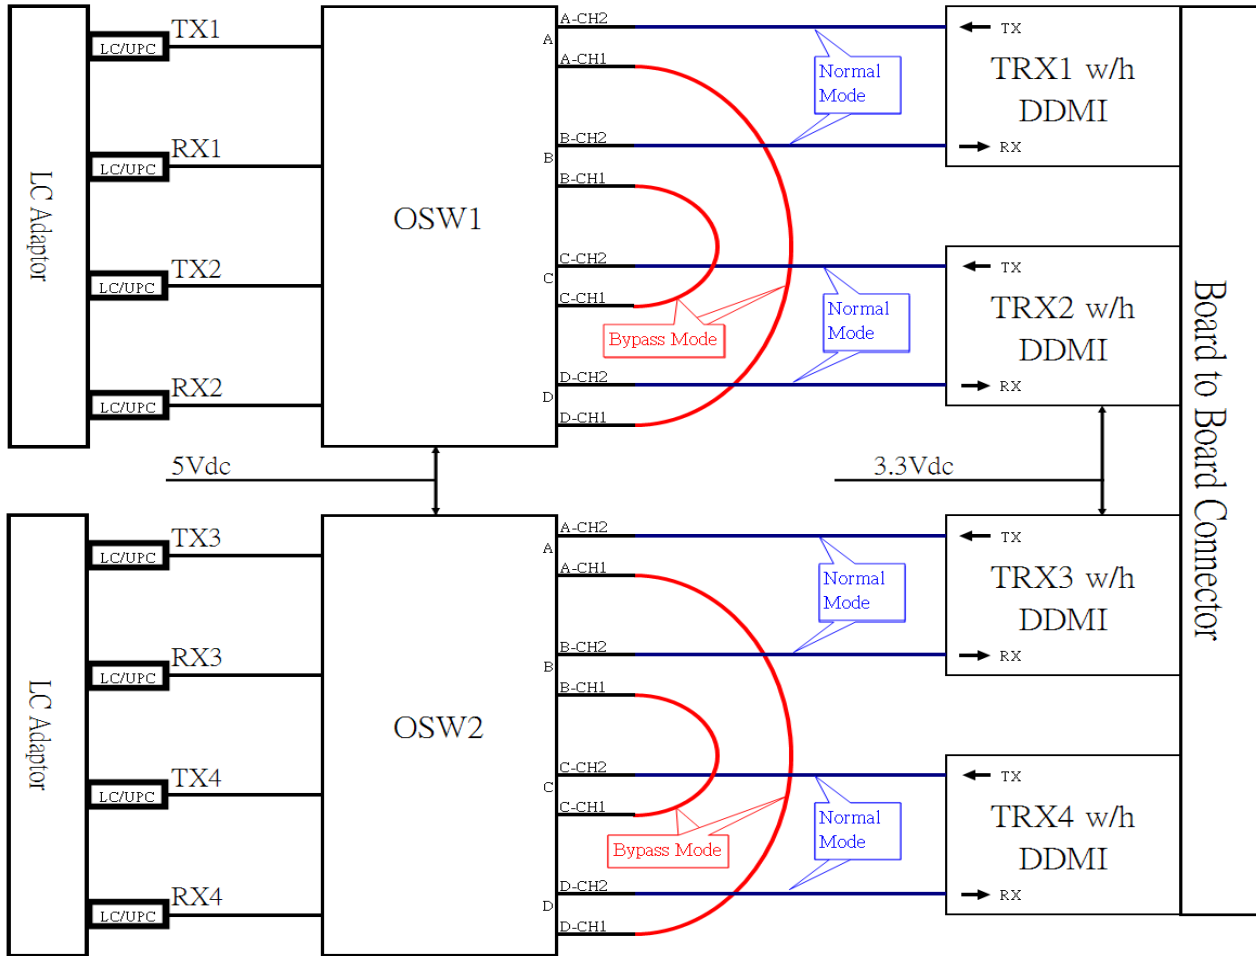 LC Adaptor
LC/UPC
TX1
LC/UPC
RX1
LC/UPC
TX2
LC/UPC
RX2
OSW1
A
B
C
D
A-CH2
A-CH1
B-CH2
B-CH1
C-CH2
C-CH1
D-CH2
D-CH1
Normal
Mode
Bypass Mode
Normal
Mode
TX
TRX1 w/h
DDMI
RX
TX
TRX2 w/h
DDMI
RX
Board to Board Connector
5Vdc
3.3Vdc
LC Adaptor
LC/UPC
TX3
LC/UPC
RX3
LC/UPC
TX4
LC/UPC
RX4
OSW2
A
B
C
D
A-CH2
A-CH1
B-CH2
B-CH1
C-CH2
C-CH1
D-CH2
D-CH1
Normal
Mode
Bypass Mode
Normal
Mode
TX
TRX3 w/h
DDMI
RX
TX
TRX4 w/h
DDMI
RX